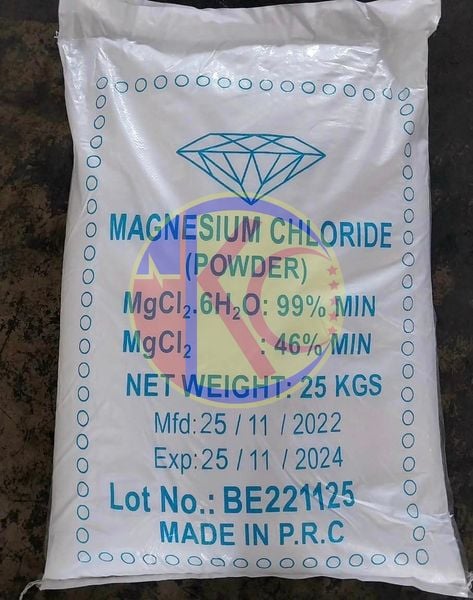 MAGNESIUM CHLORIDE
(POWDER)
MgCl₂.6H₂O: 99% MIN
MgCl₂ : 46% MIN
NET WEIGHT: 25 KGS
Mfd: 25 / 11 / 2022
Exp: 25 / 11 / 2024
Lot No.: BE221125
MADE IN P.R.C
NKC